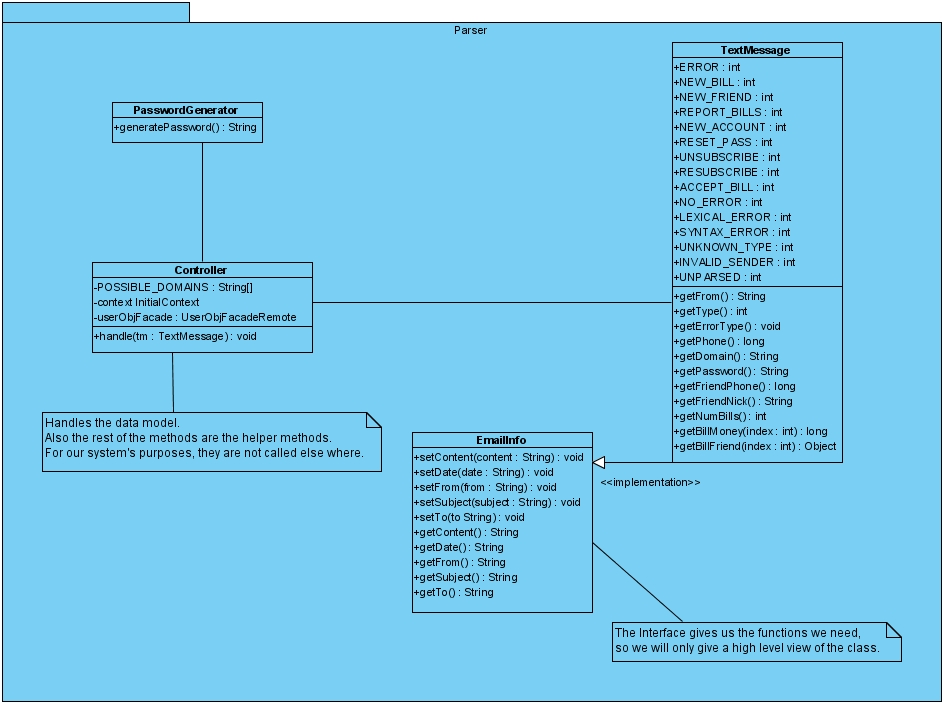 Parser
PasswordGenerator
+generatePassword() : String
Controller
-POSSIBLE_DOMAINS : String[]
-context InitialContext
-userObjFacade : UserObjFacadeRemote
+handle(tm : TextMessage) : void
Handles the data model.
Also the rest of the methods are the helper methods.
For our system's purposes, they are not called else where.
TextMessage
+ERROR : int
+NEW_BILL : int
+NEW_FRIEND : int
+REPORT_BILLS : int
+NEW_ACCOUNT : int
+RESET_PASS : int
+UNSUBSCRIBE : int
+RESUBSCRIBE : int
+ACCEPT_BILL : int
+NO_ERROR : int
+LEXICAL_ERROR : int
+SYNTAX_ERROR : int
+UNKNOWN_TYPE : int
+INVALID_SENDER : int
+UNPARSED : int
+getFrom() : String
+getType() : int
+getErrorType() : void
+getPhone() : long
+getDomain() : String
+getPassword() : String
+getFriendPhone() : long
+getFriendNick() : String
+getNumBills() : int
+getBillMoney(index : int) : long
+getBillFriend(index : int) : Object
<<implementation>>
EmailInfo
+setContent(content : String) : void
+setDate(date : String) : void
+setFrom(from : String) : void
+setSubject(subject : String) : void
+setTo(to String) : void
+getContent() : String
+getDate() : String
+getFrom() : String
+getSubject() : String
+getTo() : String
The Interface gives us the functions we need,
so we will only give a high level view of the class.